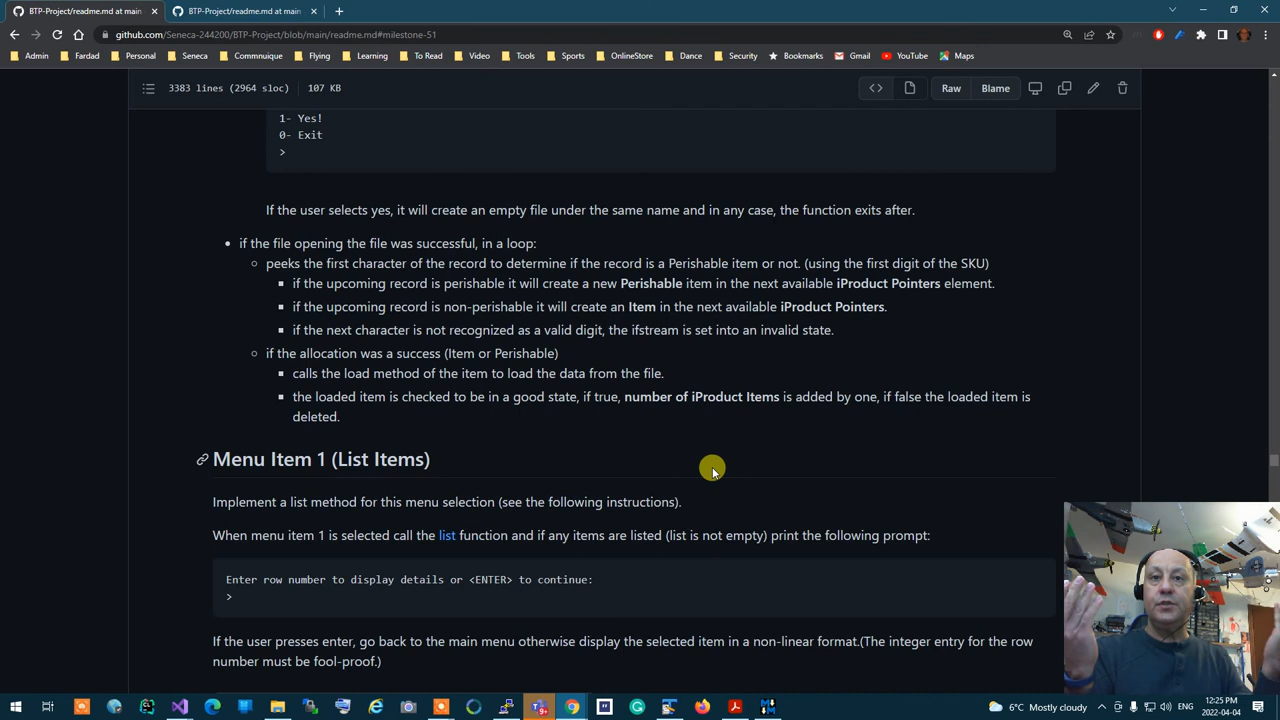 BTP-Project/readme.md at main
BTP-Project/readme.md at main
github.com/Seneca-244200/BTP-Project/blob/main/readme.md#milestone-51
Admin Fardad Personal Seneca Commnuique Flying Learning To Read Video Tools Sports OnlineStore Dance Security Bookmarks Gmail YouTube Maps
3383 lines (2964 sloc) 107 KB Raw Blame
1- Yes!
0- Exit
>
If the user selects yes, it will create an empty file under the same name and in any case, the function exits after.
if the file opening the file was successful, in a loop:
peeks the first character of the record to determine if the record is a Perishable item or not. (using the first digit of the SKU)
if the upcoming record is perishable it will create a new Perishable item in the next available iProduct Pointers element.
if the upcoming record is non-perishable it will create an Item in the next available iProduct Pointers.
if the next character is not recognized as a valid digit, the ifstream is set into an invalid state.
if the allocation was a success (Item or Perishable)
calls the load method of the item to load the data from the file.
the loaded item is checked to be in a good state, if true, number of iProduct Items is added by one, if false the loaded item is
deleted.
Menu Item 1 (List Items)
Implement a list method for this menu selection (see the following instructions).
When menu item 1 is selected call the list function and if any items are listed (list is not empty) print the following prompt:
Enter row number to display details or <ENTER> to continue:
>
If the user presses enter, go back to the main menu otherwise display the selected item in a non-linear format.(The integer entry for the row
number must be fool-proof.)
6°C Mostly cloudy ENG 12:25 PM
2022-04-04